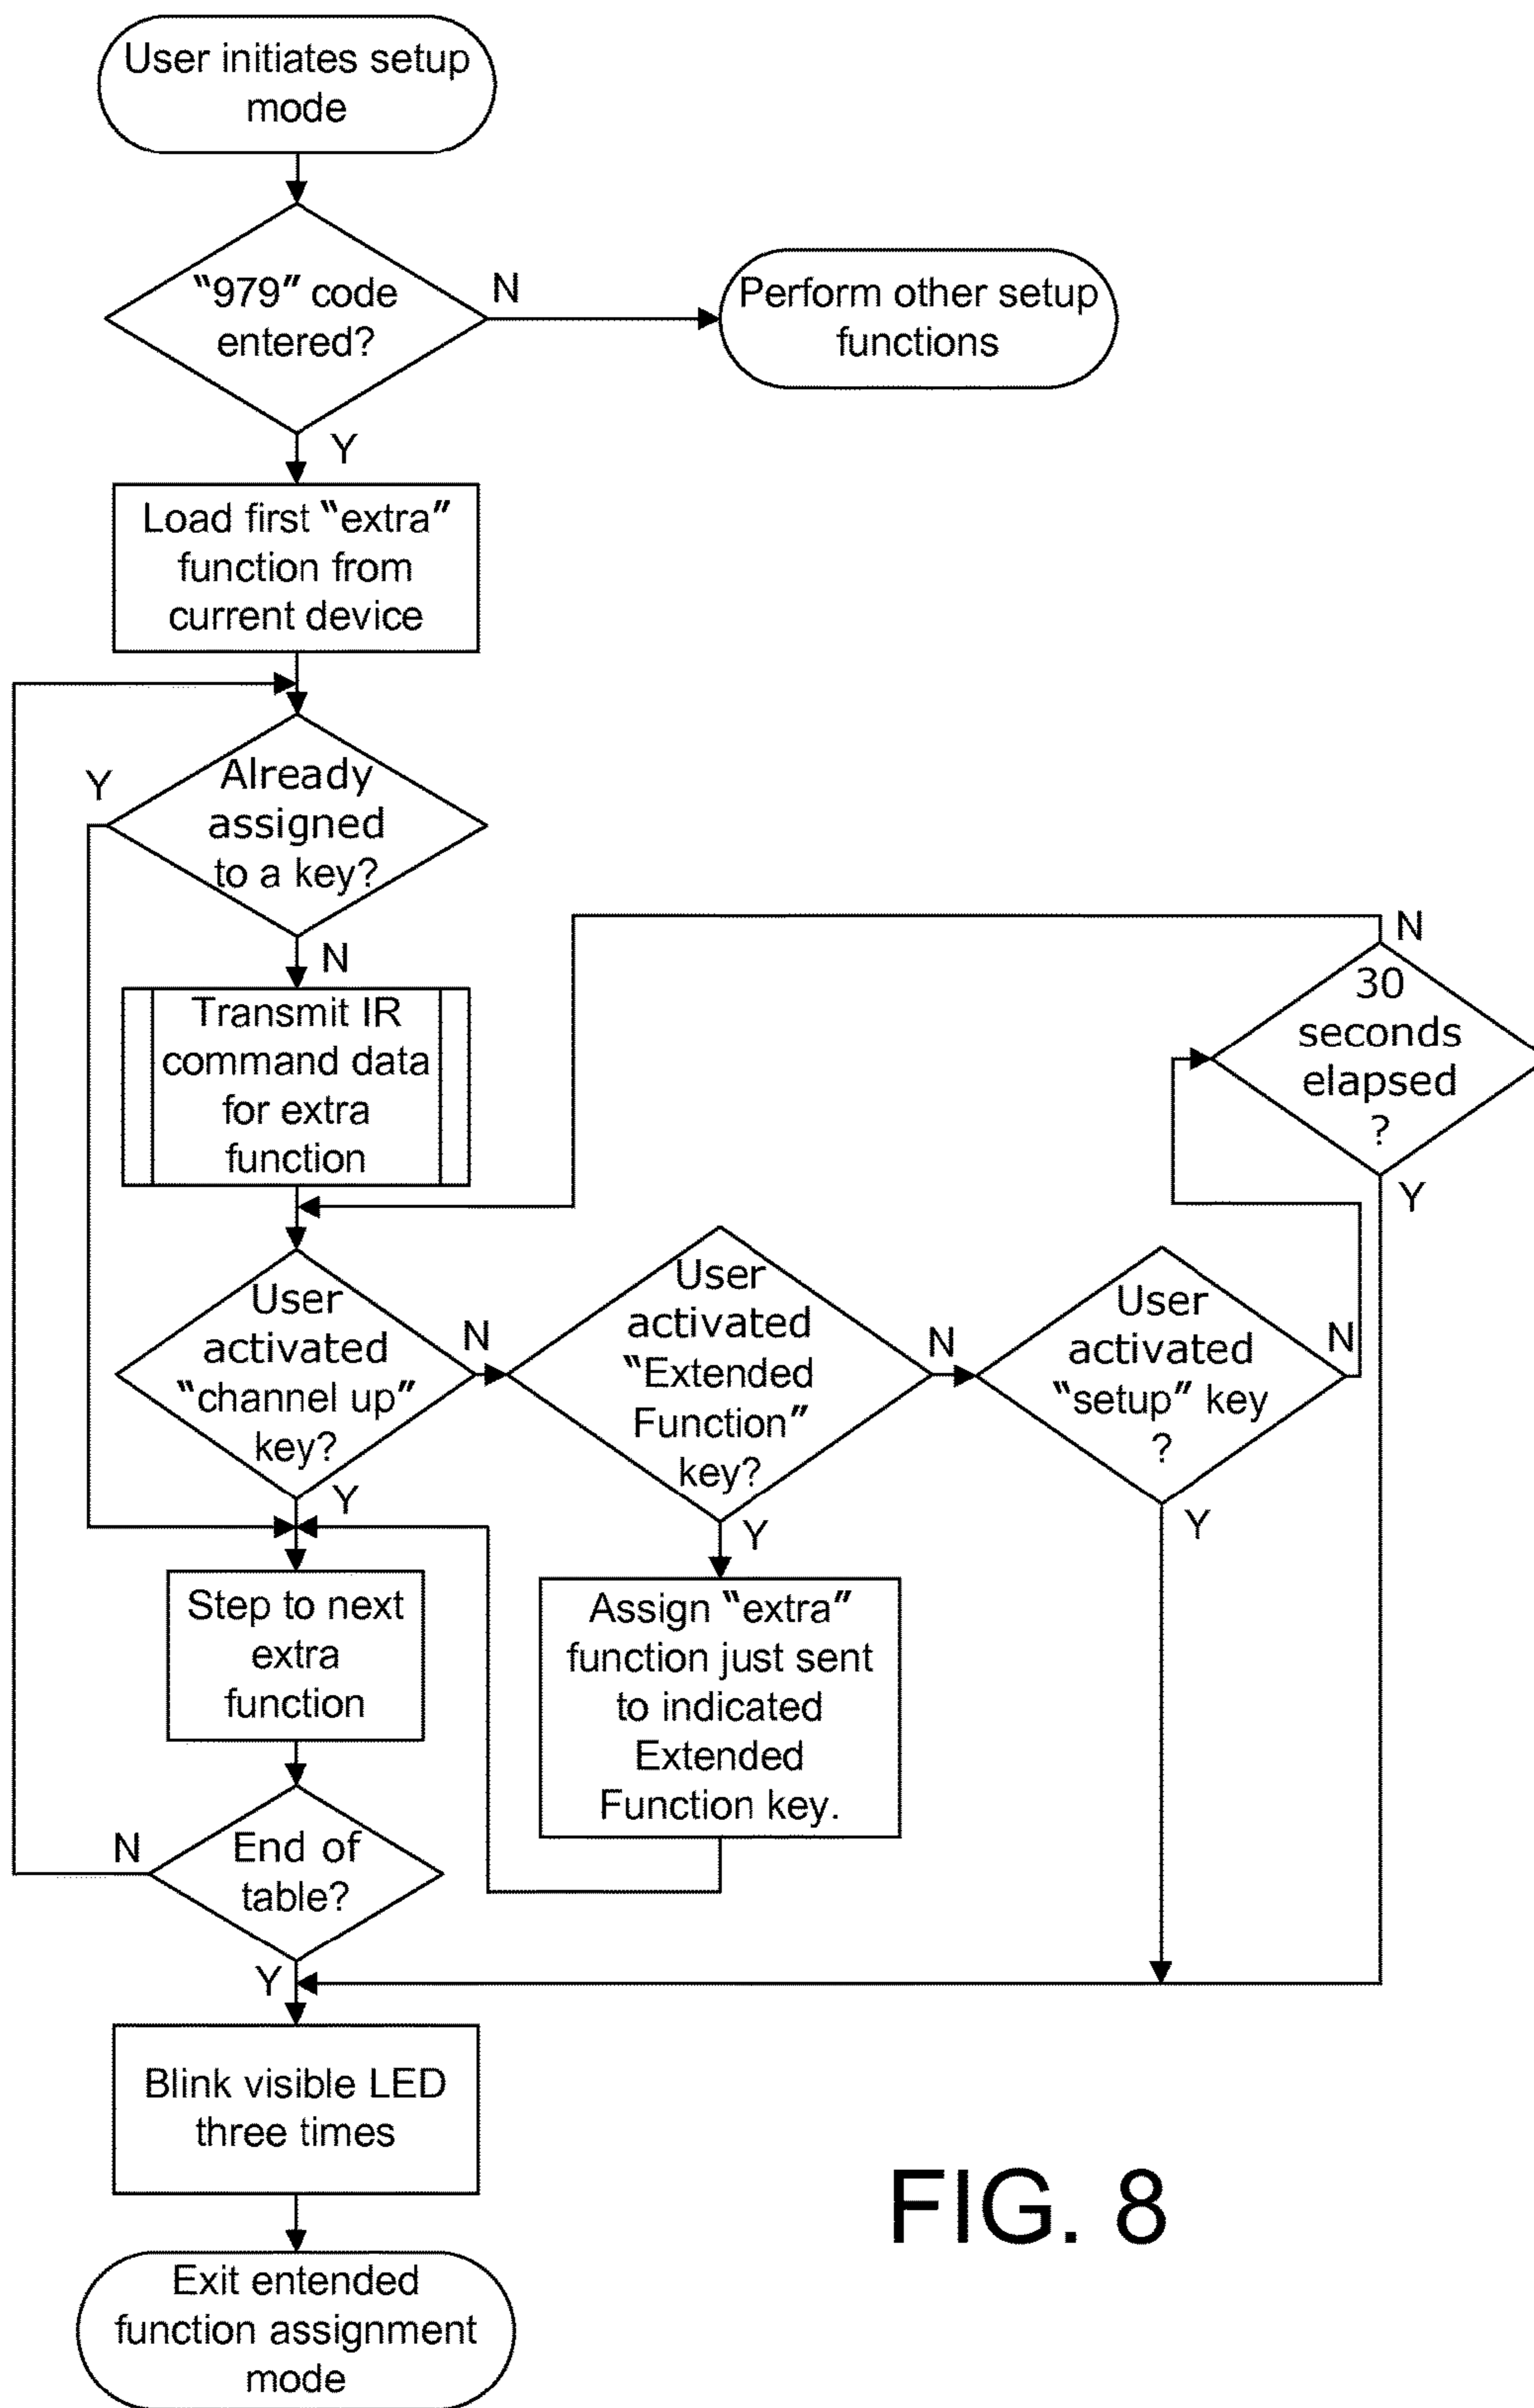 User initiates setup
mode
“979” code
entered?
N
Y
Perform other setup
functions
Load first “extra”
function from
current device
Already
assigned
to a key?
Y
N
Transmit IR
command data
for extra
function
30
seconds
elapsed
?
N
Y
User
activated
“channel up”
key?
N
Y
User
activated
“Extended
Function”
key?
N
Y
User
activated
“setup” key
?
N
Y
Step to next
extra
function
Assign “extra”
function just sent
to indicated
Extended
Function key.
End of
table?
N
Y
Blink visible LED
three times
Exit entended
function assignment
mode
FIG. 8